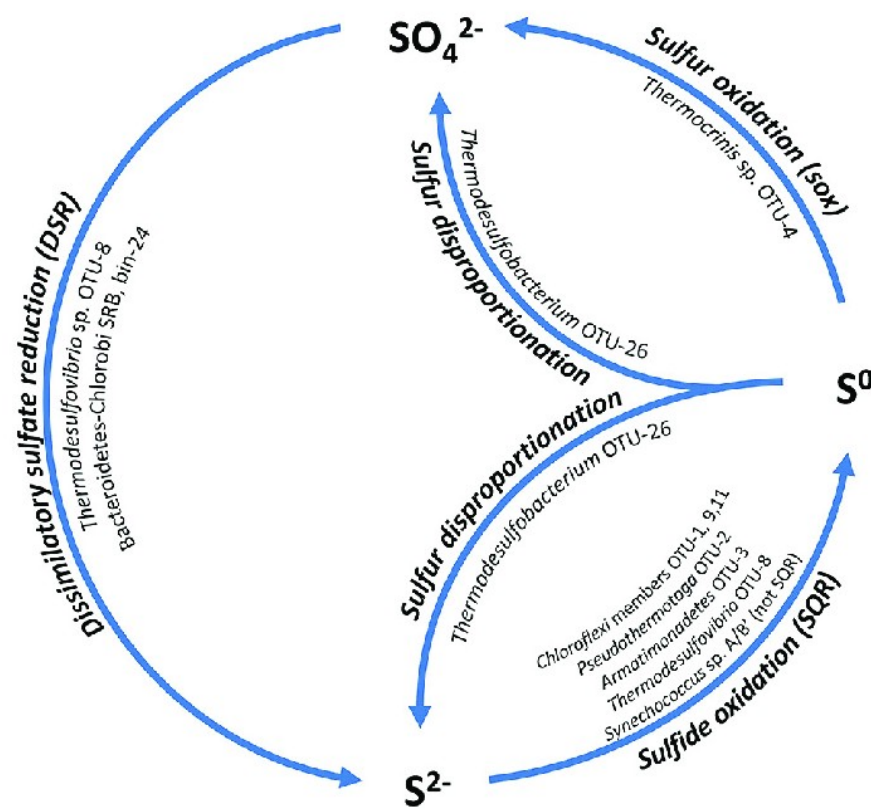 SO₄²⁻
Sulfur oxidation (sox)
Thermocrinis sp. OTU-4
Thermodesulfobacterium OTU-26
Sulfur disproportionation
Dissimilatory sulfate reduction (DSR)
Thermodesulfovibrio sp. OTU-8
Bacteroidetes-Chlorobi SRB, bin-24
S⁰
Sulfur disproportionation
Thermodesulfobacterium OTU-26
Chloroflexi members OTU-1, 9,11
Pseudothermotoga OTU-2
Armatimonadetes OTU-3
Thermodesulfovibrio OTU-8
Synechococcus sp. A/B' (not SQR)
Sulfide oxidation (SQR)
S²⁻